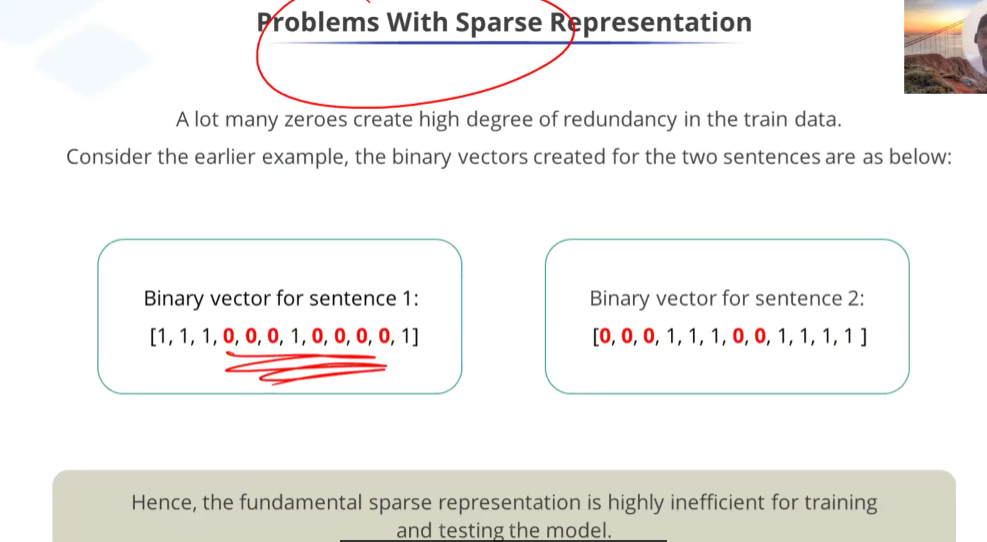 Problems With Sparse Representation
A lot many zeroes create high degree of redundancy in the train data.
Consider the earlier example, the binary vectors created for the two sentences are as below:
Binary vector for sentence 1:
[1, 1, 1, 0, 0, 0, 1, 0, 0, 0, 0, 1]
Binary vector for sentence 2:
[0, 0, 0, 1, 1, 1, 0, 0, 1, 1, 1, 1 ]
Hence, the fundamental sparse representation is highly inefficient for training
and testing the model.